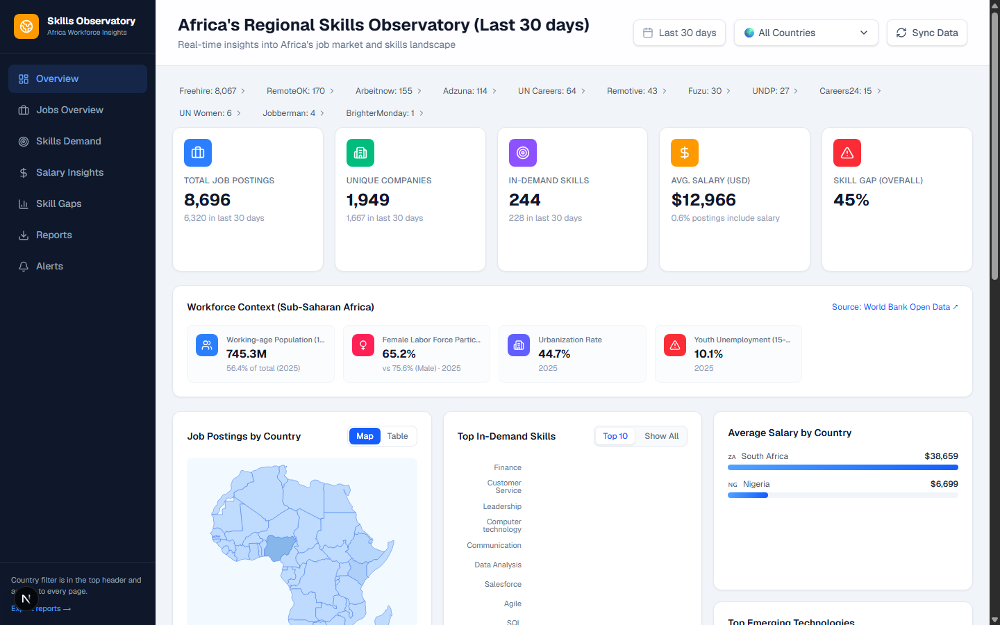 Skills Observatory
Africa Workforce Insights
Overview
Jobs Overview
Skills Demand
Salary Insights
Skill Gaps
Reports
Alerts
Country filter is in the top header and
to every page.
reports →
N
Africa's Regional Skills Observatory (Last 30 days)
Real-time insights into Africa's job market and skills landscape
Last 30 days
All Countries
Sync Data
Freehire: 8,067 > RemoteOK: 170 > Arbeitnow: 155 > Adzuna: 114 > UN Careers: 64 > Remotive: 43 > Fuzu: 30 > UNDP: 27 > Careers24: 15 >
UN Women: 6 > Jobberman: 4 > BrighterMonday: 1 >
TOTAL JOB POSTINGS
8,696
6,320 in last 30 days
UNIQUE COMPANIES
1,949
1,667 in last 30 days
IN-DEMAND SKILLS
244
228 in last 30 days
AVG. SALARY (USD)
$12,966
0.6% postings include salary
SKILL GAP (OVERALL)
45%
Workforce Context (Sub-Saharan Africa)
Source: World Bank Open Data ↗
Working-age Population (1...
745.3M
56.4% of total (2025)
Female Labor Force Partic...
65.2%
vs 75.6% (Male) · 2025
Urbanization Rate
44.7%
2025
Youth Unemployment (15-...
10.1%
2025
Job Postings by Country
Map Table
Top In-Demand Skills
Top 10 Show All
Finance
Customer
Service
Leadership
Computer
technology
Communication
Data Analysis
Salesforce
Agile
SQL
Average Salary by Country
ZA South Africa $38,659
NG Nigeria $6,699
Top Emerging Technologies